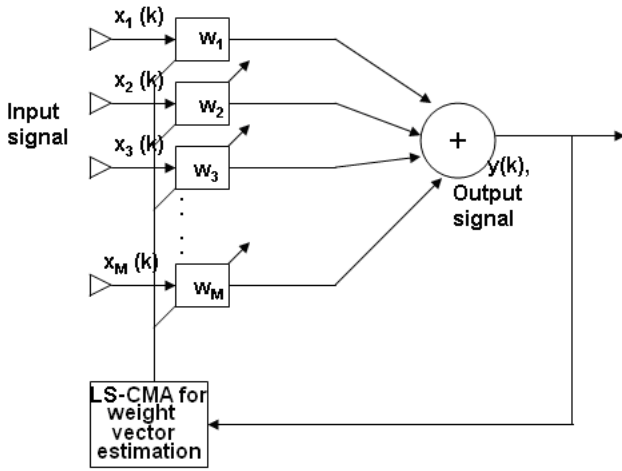 x1 (k)
w1
x2 (k)
w2
Input
signal
x3 (k)
w3
+
y(k),
Output
signal
xM (k)
wM
LS-CMA for
weight
vector
estimation